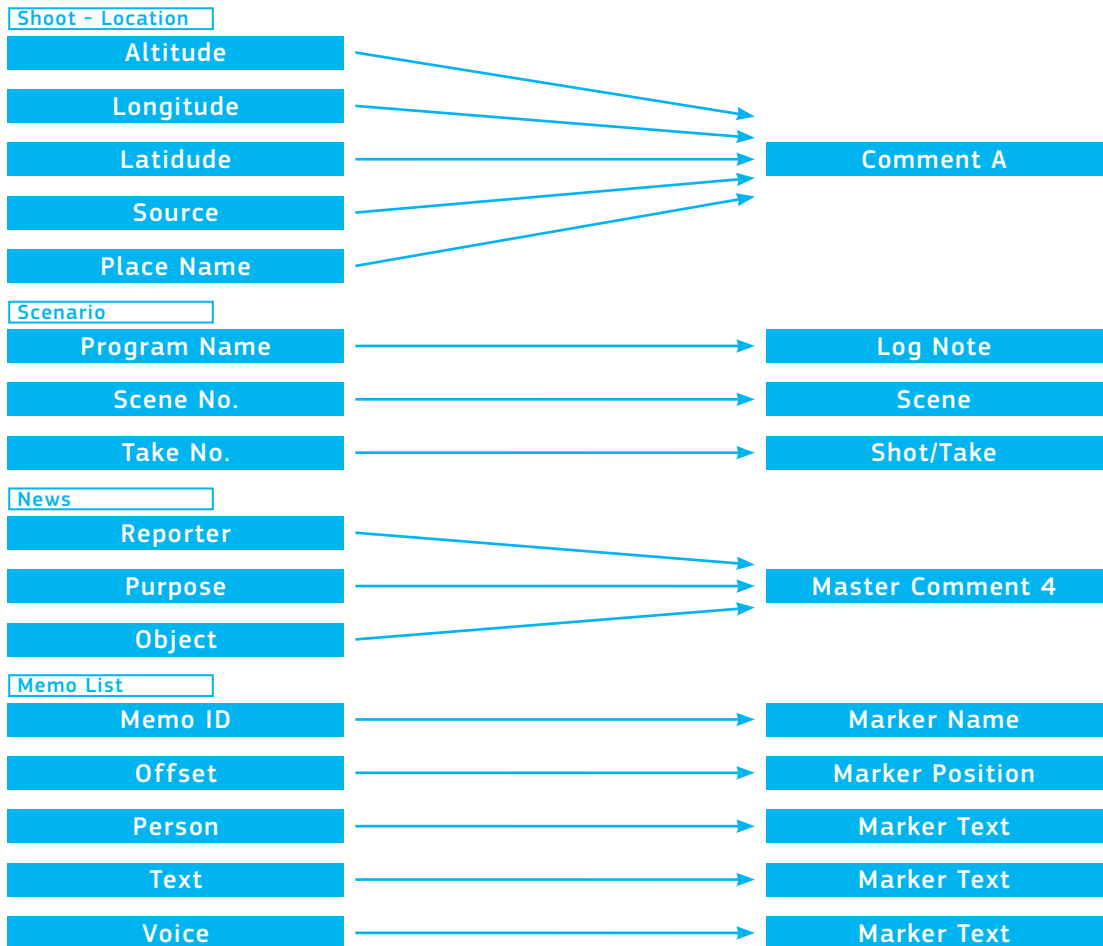 Shoot - Location
Altitude
Longitude
Latidude
Comment A
Source
Place Name
Scenario
Program Name
Log Note
Scene No.
Scene
Take No.
Shot/Take
News
Reporter
Purpose
Master Comment 4
Object
Memo List
Memo ID
Marker Name
Offset
Marker Position
Person
Marker Text
Text
Marker Text
Voice
Marker Text